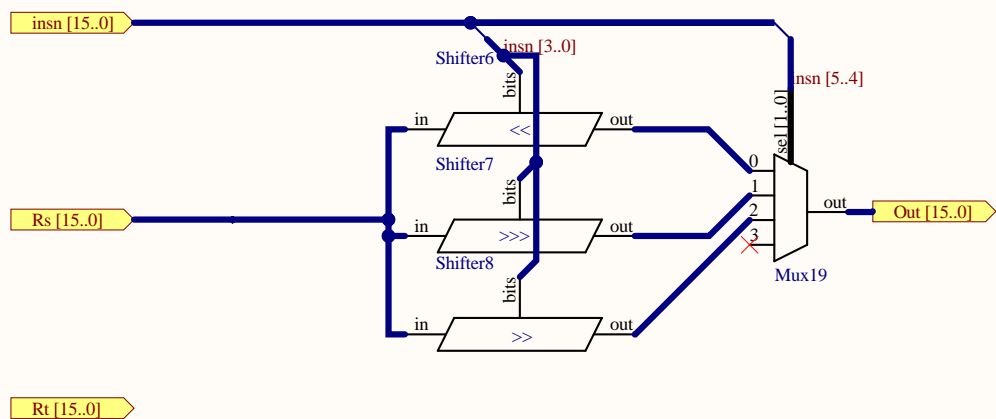 insn [15..0]
insn [3..0]
Shifter6
bits
insn [5..4]
sel [1..0]
in
<<
out
Shifter7
bits
0
1
2
3
Rs [15..0]
in
>>>
out
out
Out [15..0]
Shifter8
bits
Mux19
in
>>
out
Rt [15..0]